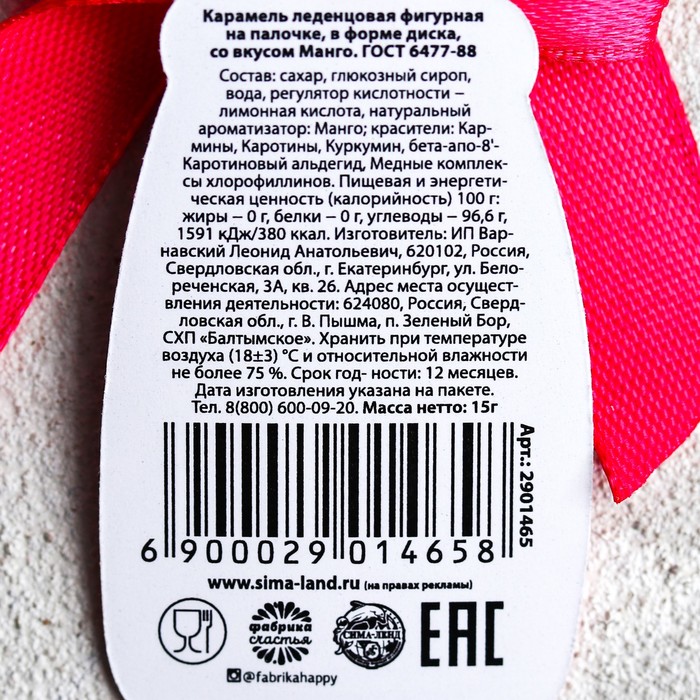 Карамель леденцовая фигурная
на палочке, в форме диска,
со вкусом Манго. ГОСТ 6477-88
Состав: сахар, глюкозный сироп,
вода, регулятор кислотности –
лимонная кислота, натуральный
ароматизатор: Манго; красители: Кар-
мины, Каротины, Куркумин, бета-апо-8'-
Каротиновый альдегид, Медные комплек-
сы хлорофиллинов. Пищевая и энергети-
ческая ценность (калорийность) 100 г:
жиры – 0 г, белки – 0 г, углеводы – 96,6 г,
1591 кДж/380 ккал. Изготовитель: ИП Вар-
навский Леонид Анатольевич, 620102, Россия,
Свердловская обл., г. Екатеринбург, ул. Бело-
реченская, 3А, кв. 26. Адрес места осущест-
вления деятельности: 624080, Россия, Сверд-
ловская обл., г. В. Пышма, п. Зеленый Бор,
СХП «Балтымское». Хранить при температуре
воздуха (18±3) °С и относительной влажности
не более 75 %. Срок год- ности: 12 месяцев.
Дата изготовления указана на пакете.
Тел. 8(800) 600-09-20. Масса нетто: 15г
Арт.: 2901465
6 900029 014658
www.sima-land.ru (на правах рекламы)
фабрика
счастья
СИМА-ЛЕНД
EAC
@fabrikahappy